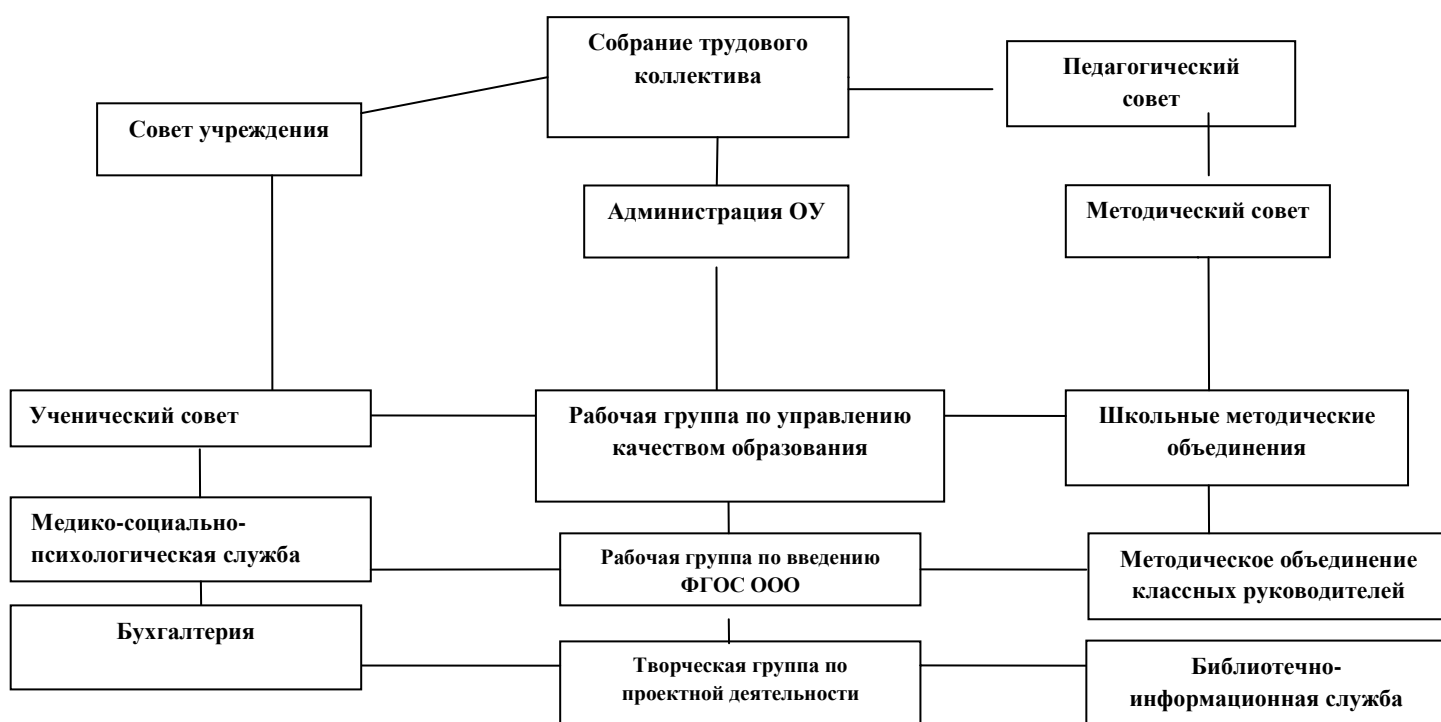 Собрание трудового
коллектива
Педагогический
совет
Совет учреждения
Администрация ОУ
Методический совет
Ученический совет
Рабочая группа по управлению
качеством образования
Школьные методические
объединения
Медико-социально-
психологическая служба
Рабочая группа по введению
ФГОС ООО
Методическое объединение
классных руководителей
Бухгалтерия
Творческая группа по
проектной деятельности
Библиотечно-
информационная служба